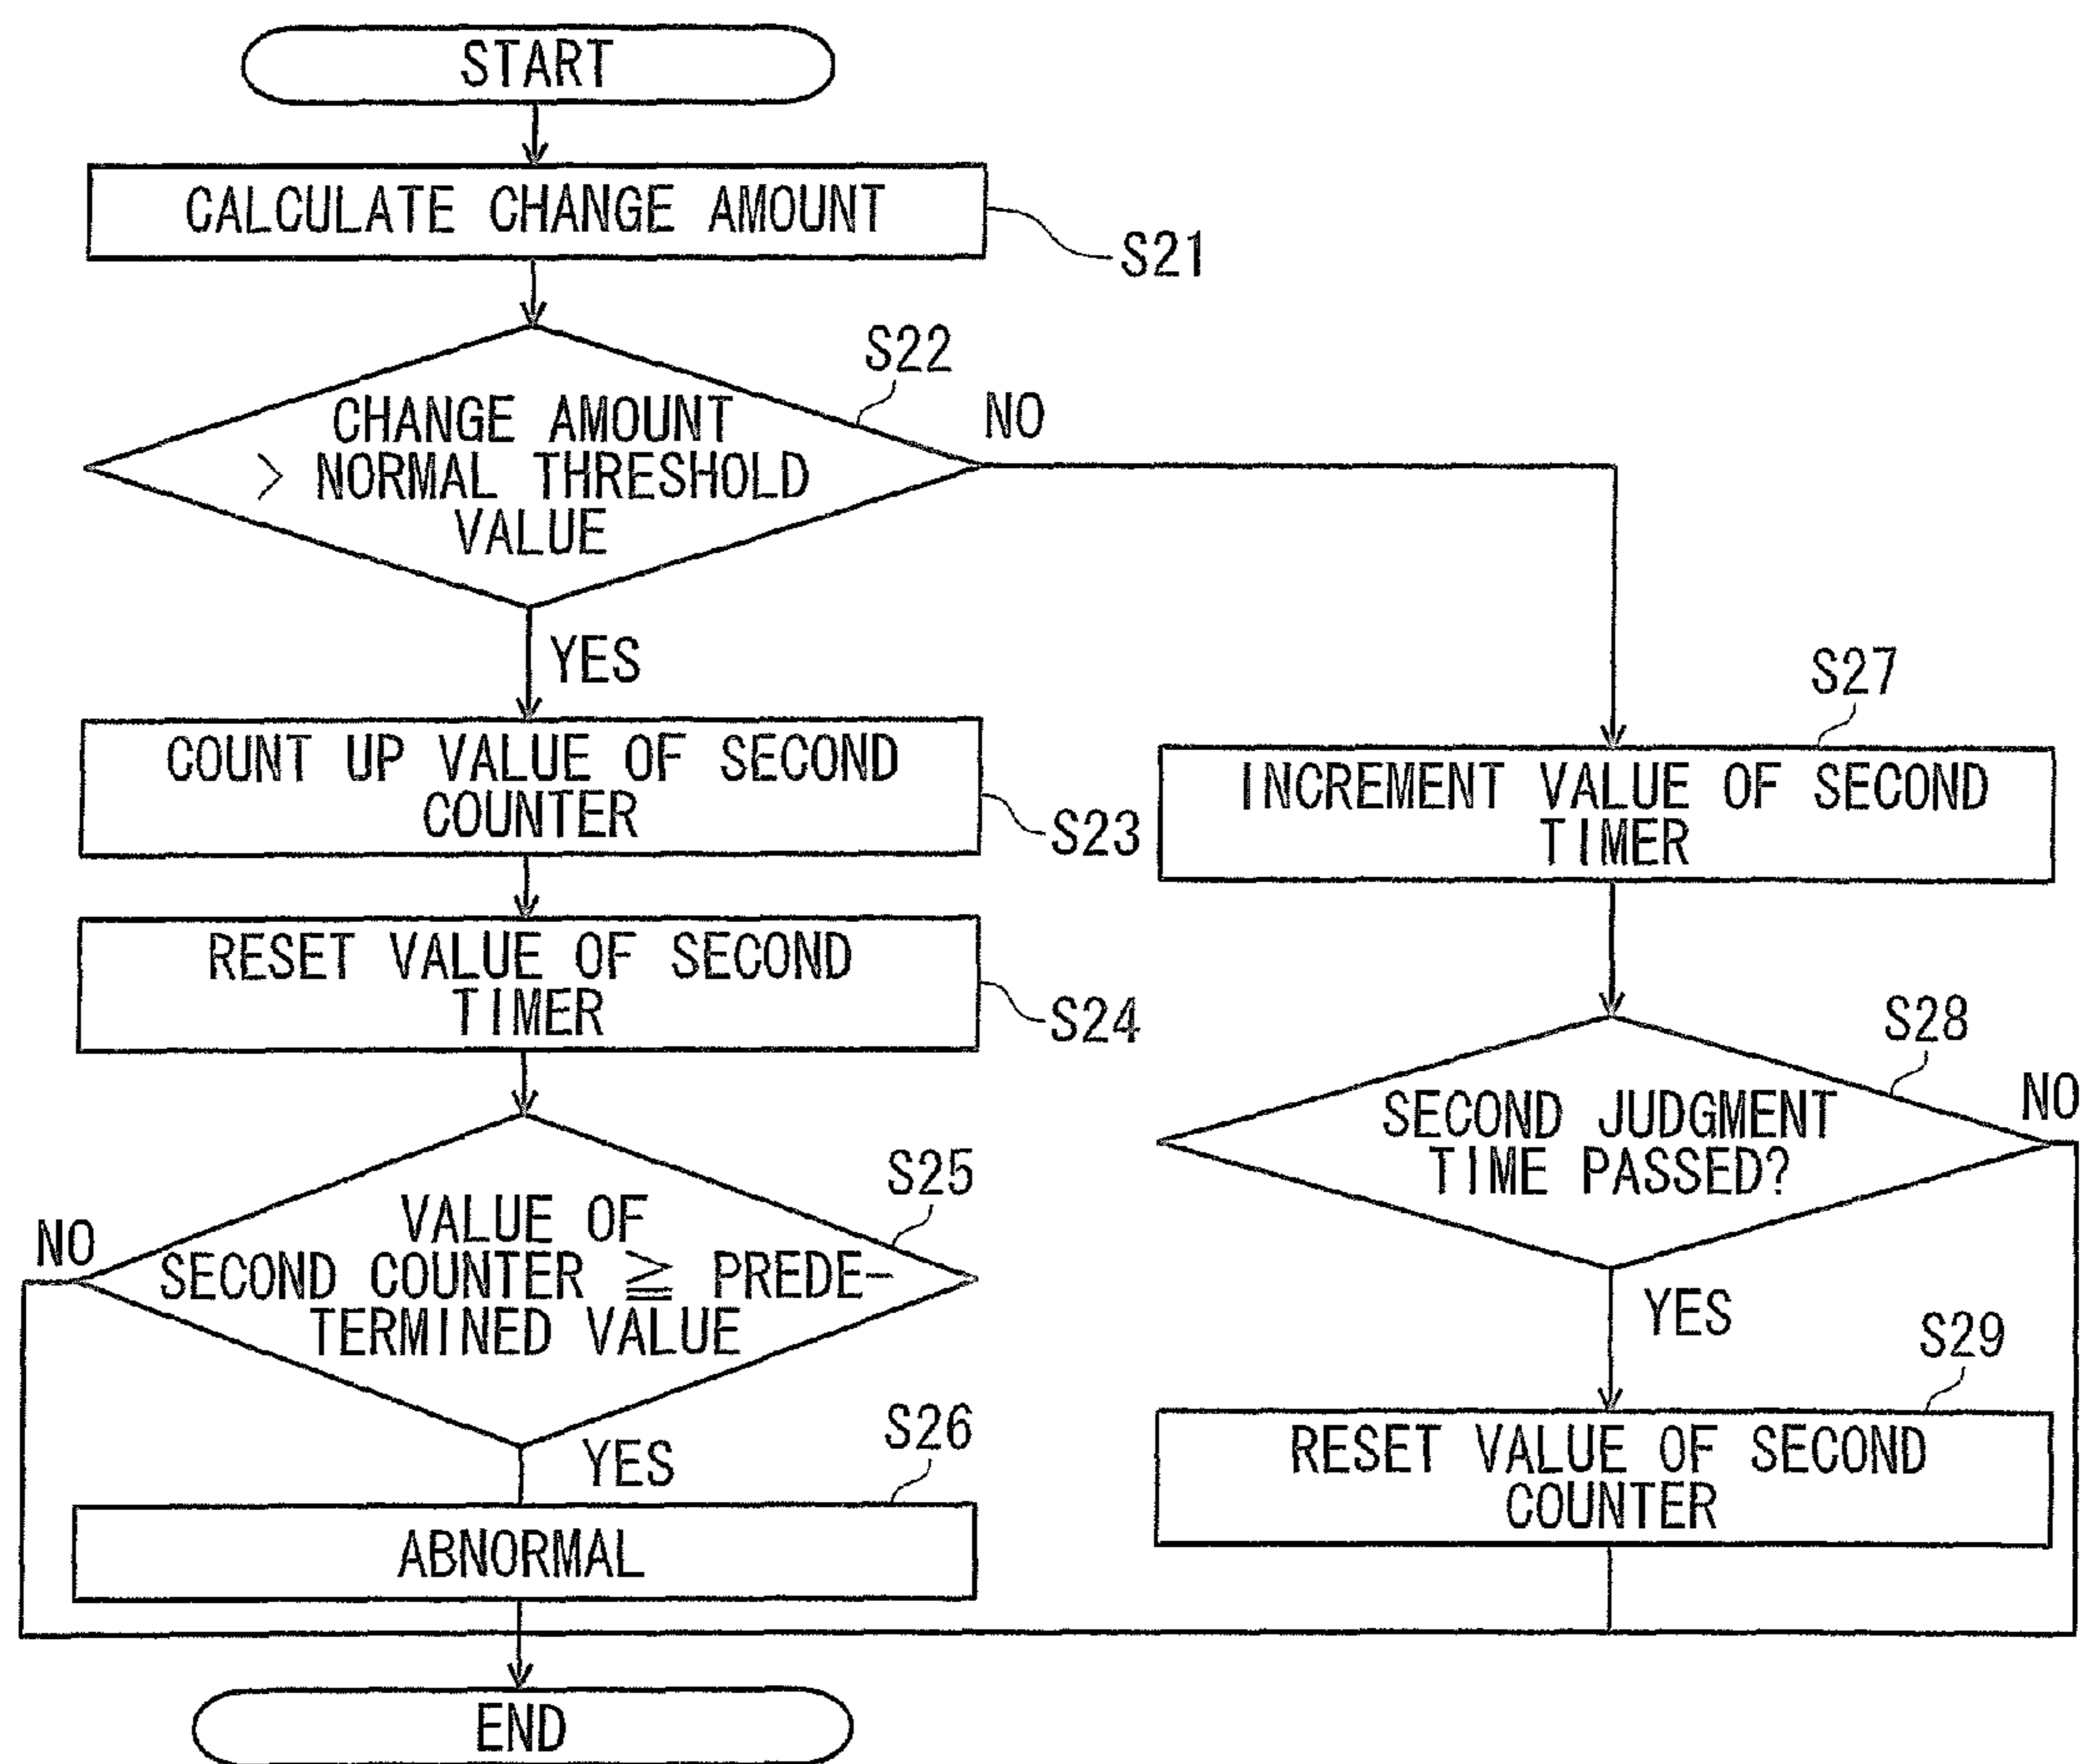 START
CALCULATE CHANGE AMOUNT
S21
S22
CHANGE AMOUNT
> NORMAL THRESHOLD
VALUE
NO
YES
COUNT UP VALUE OF SECOND
COUNTER
S23
RESET VALUE OF SECOND
TIMER
S24
S25
VALUE OF
SECOND COUNTER ≧ PREDE-
TERMINED VALUE
NO
YES
S26
ABNORMAL
S27
INCREMENT VALUE OF SECOND
TIMER
S28
SECOND JUDGMENT
TIME PASSED?
NO
YES
S29
RESET VALUE OF SECOND
COUNTER
END